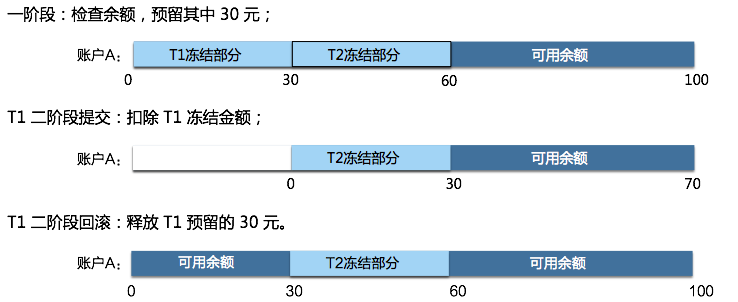 一阶段：检查余额，预留其中 30 元；
账户A： T1冻结部分 T2冻结部分 可用余额
0 30 60 100
T1 二阶段提交：扣除 T1 冻结金额；
账户A： T2冻结部分 可用余额
0 30 70
T1 二阶段回滚：释放 T1 预留的 30 元。
账户A： 可用余额 T2冻结部分 可用余额
0 30 60 100